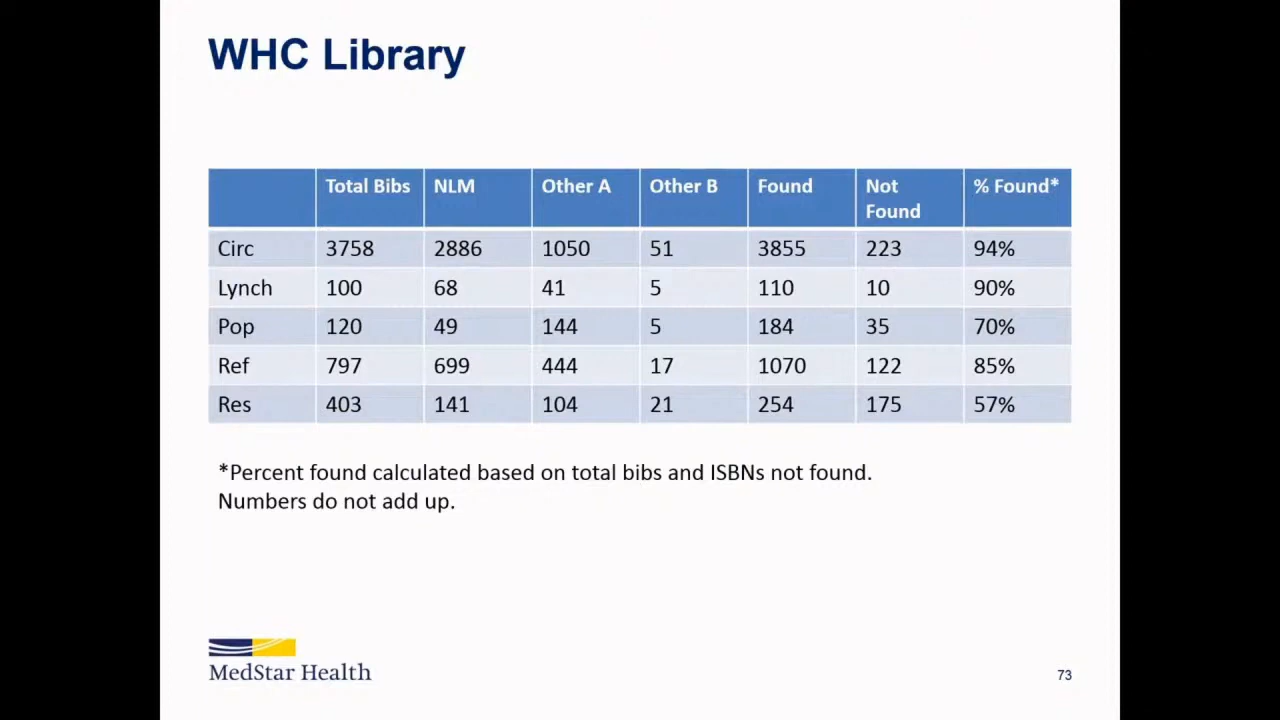 WHC Library
Total Bibs NLM Other A Other B Found Not Found % Found*
Circ 3758 2886 1050 51 3855 223 94%
Lynch 100 68 41 5 110 10 90%
Pop 120 49 144 5 184 35 70%
Ref 797 699 444 17 1070 122 85%
Res 403 141 104 21 254 175 57%
*Percent found calculated based on total bibs and ISBNs not found.
Numbers do not add up.
MedStar Health
73